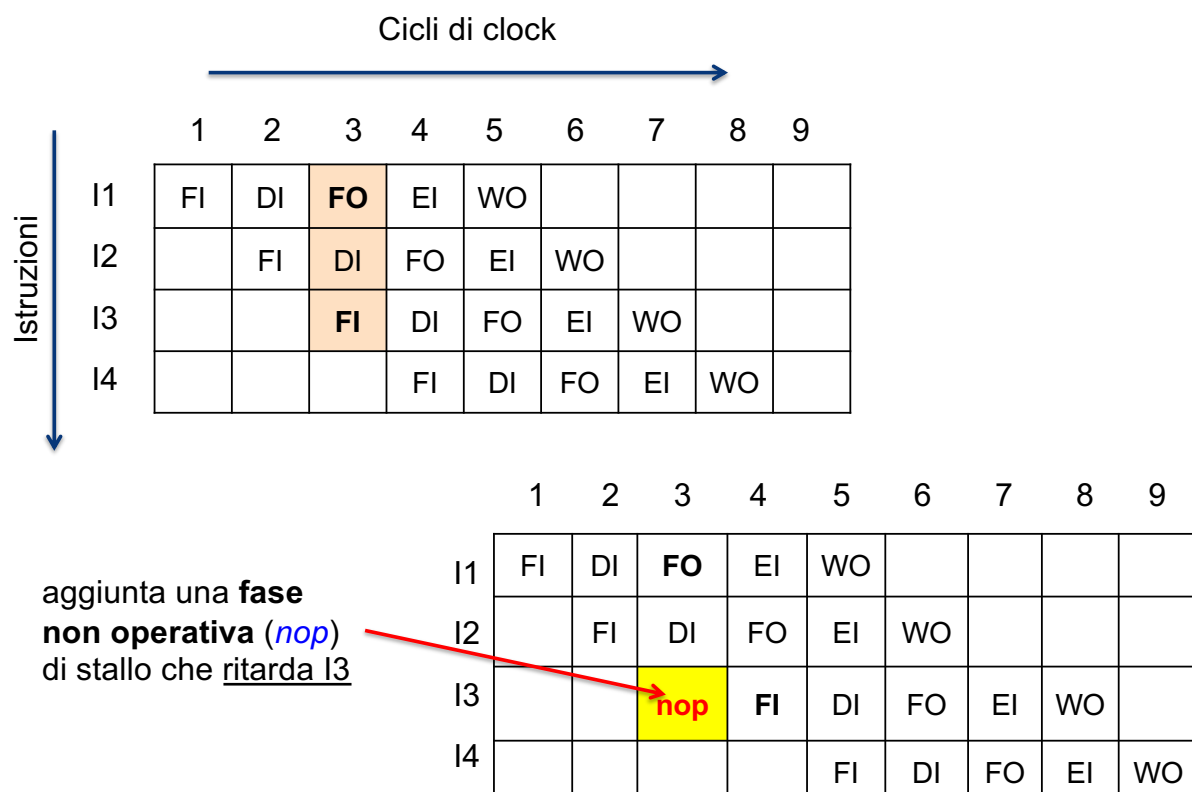 Cicli di clock
1 2 3 4 5 6 7 8 9
Istruzioni
I1 FI DI FO EI WO
I2 FI DI FO EI WO
I3 FI DI FO EI WO
I4 FI DI FO EI WO
1 2 3 4 5 6 7 8 9
I1 FI DI FO EI WO
I2 FI DI FO EI WO
I3 nop FI DI FO EI WO
I4 FI DI FO EI WO
aggiunta una fase
non operativa (nop)
di stallo che ritarda I3